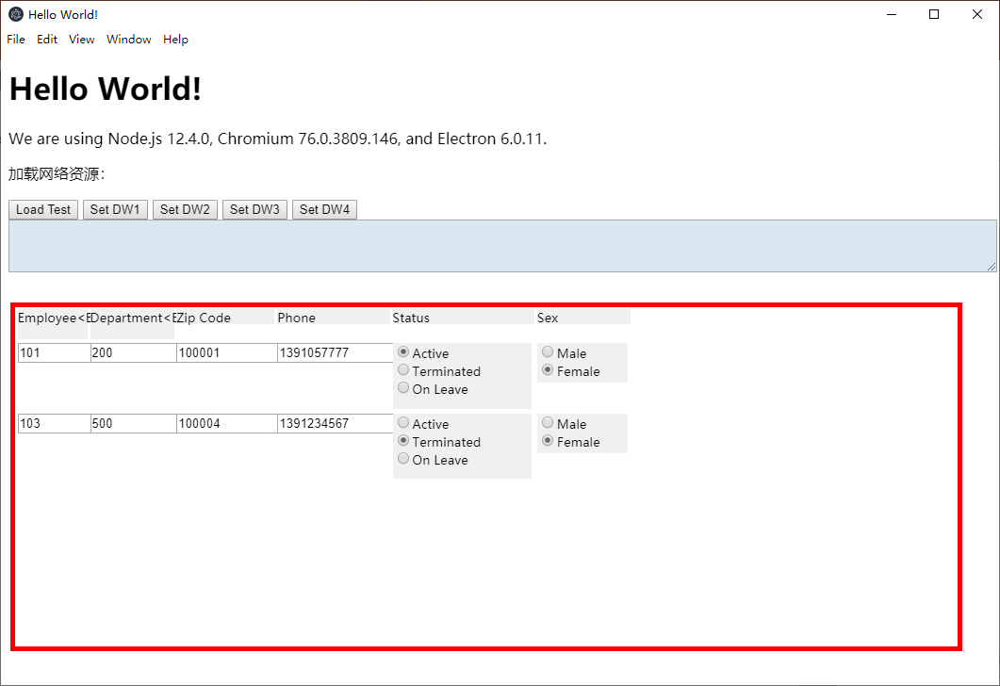 Hello World!
File Edit View Window Help
Hello World!
We are using Node.js 12.4.0, Chromium 76.0.3809.146, and Electron 6.0.11.
加载网络资源：
Load Test Set DW1 Set DW2 Set DW3 Set DW4
Employee<E Department<E Zip Code Phone Status Sex
101 200 100001 1391057777 Active Male
Terminated Female
On Leave
103 500 100004 1391234567 Active Male
Terminated Female
On Leave